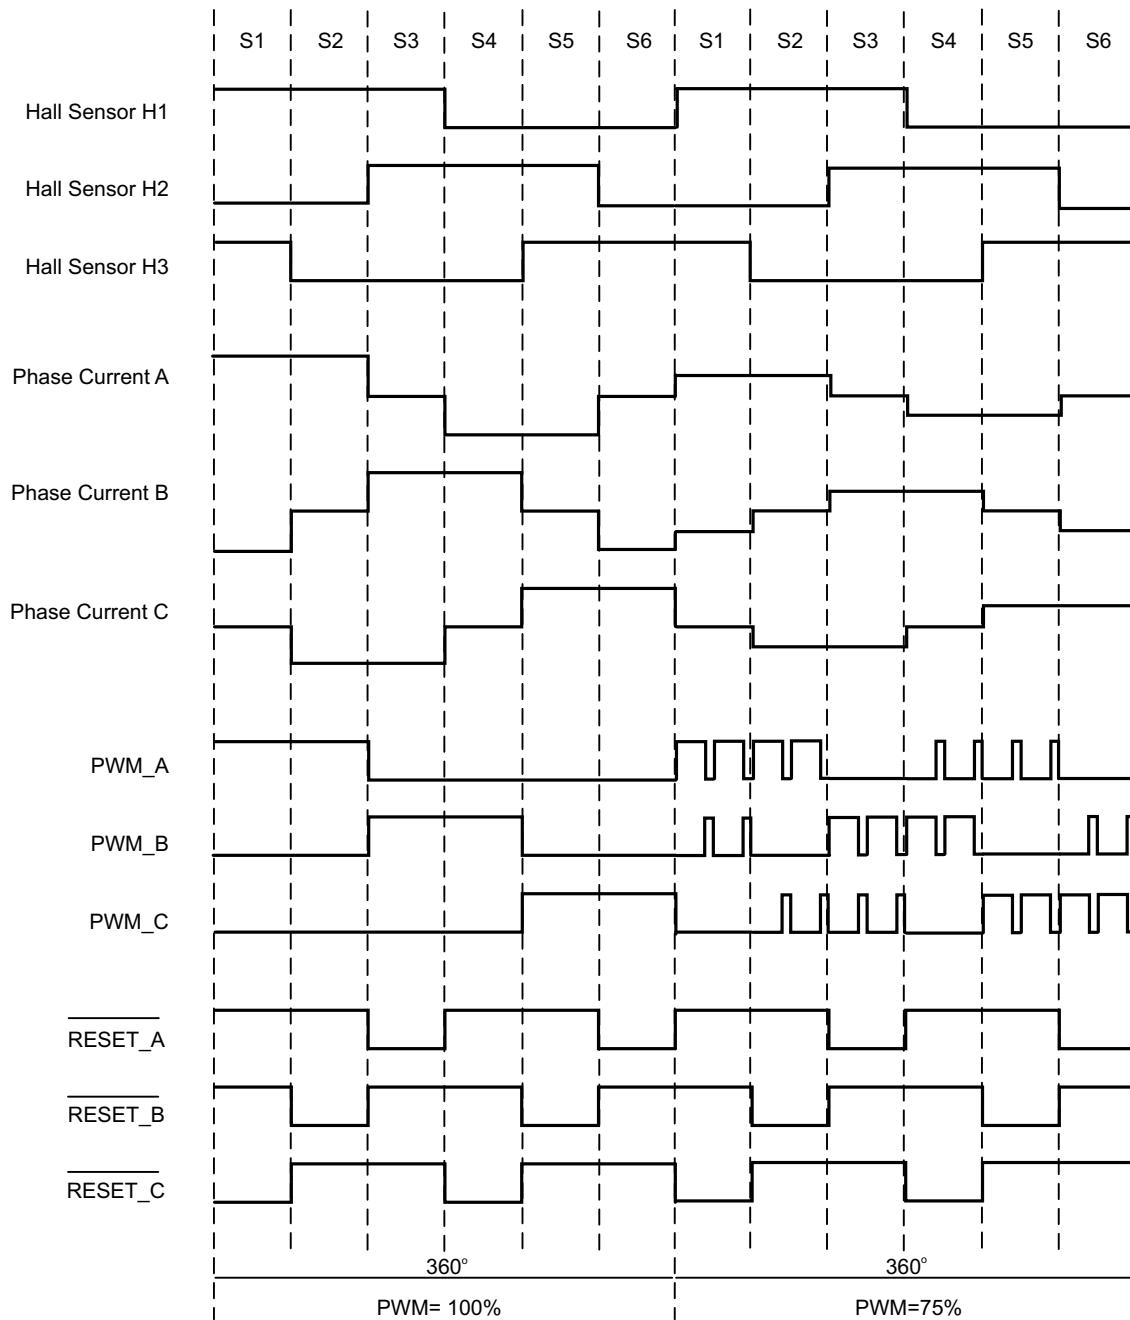 S1 S2 S3 S4 S5 S6 S1 S2 S3 S4 S5 S6
Hall Sensor H1
Hall Sensor H2
Hall Sensor H3
Phase Current A
Phase Current B
Phase Current C
PWM_A
PWM_B
PWM_C
RESET_A
RESET_B
RESET_C
360° 360°
PWM= 100% PWM=75%